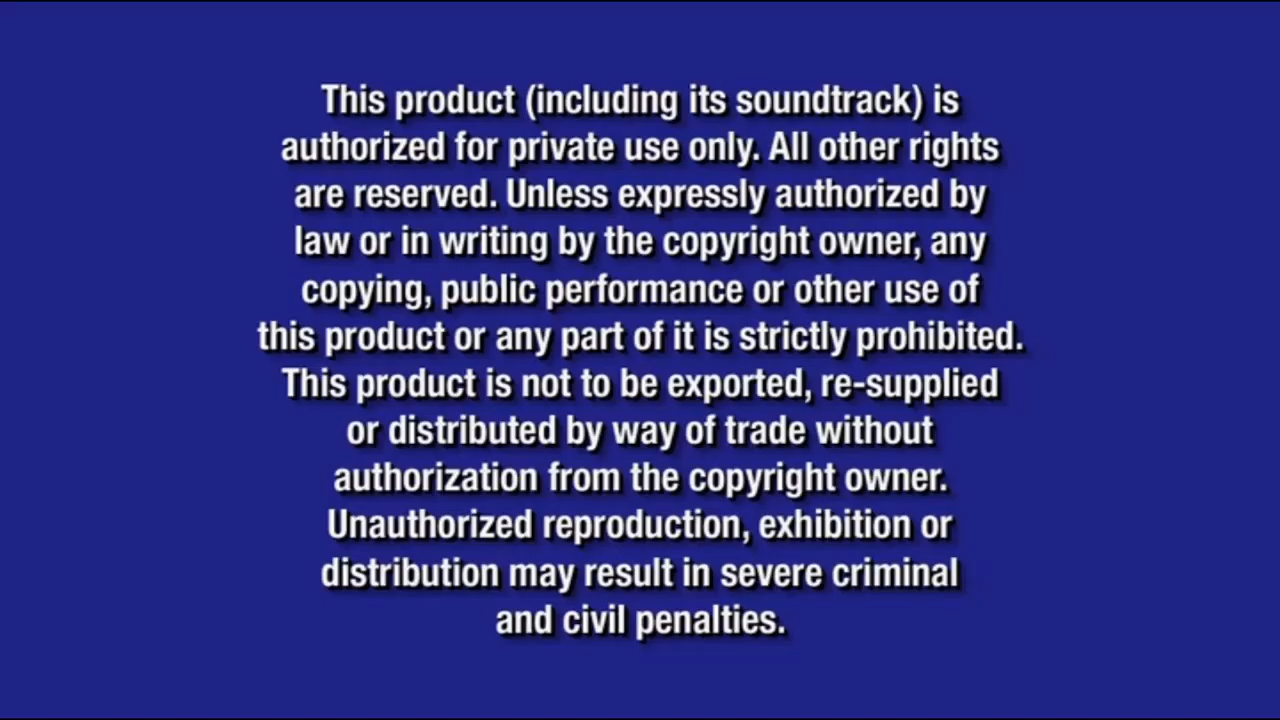 This product (including its soundtrack) is
authorized for private use only. All other rights
are reserved. Unless expressly authorized by
law or in writing by the copyright owner, any
copying, public performance or other use of
this product or any part of it is strictly prohibited.
This product is not to be exported, re-supplied
or distributed by way of trade without
authorization from the copyright owner.
Unauthorized reproduction, exhibition or
distribution may result in severe criminal
and civil penalties.